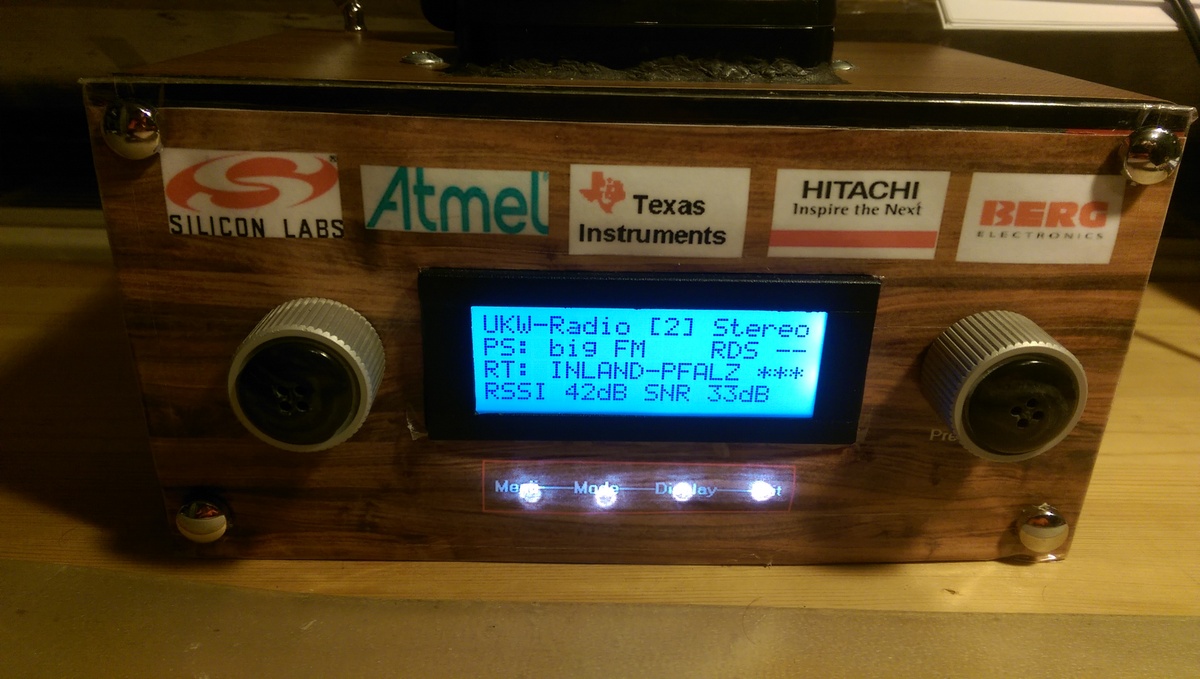 SILICON LABS
Atmel
Texas
Instruments
HITACHI
Inspire the Next
BERG
ELECTRONICS
UKW-Radio [2] Stereo
PS: big FM RDS --
RT: INLAND-PFALZ ***
RSSI 42dB SNR 33dB
Mode Display